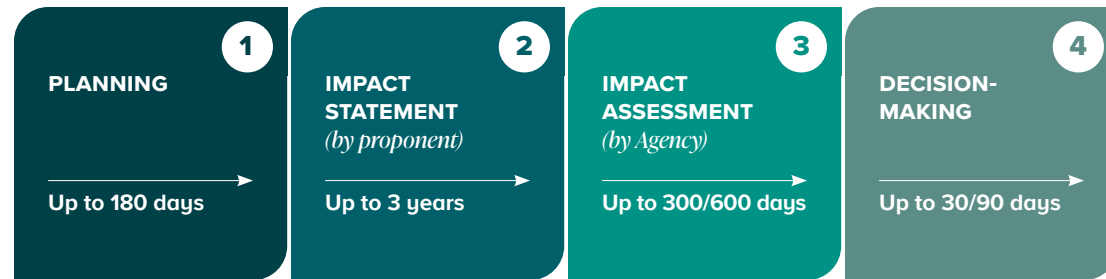 1
PLANNING
Up to 180 days
2
IMPACT
STATEMENT
(by proponent)
Up to 3 years
3
IMPACT
ASSESSMENT
(by Agency)
Up to 300/600 days
4
DECISION-
MAKING
Up to 30/90 days